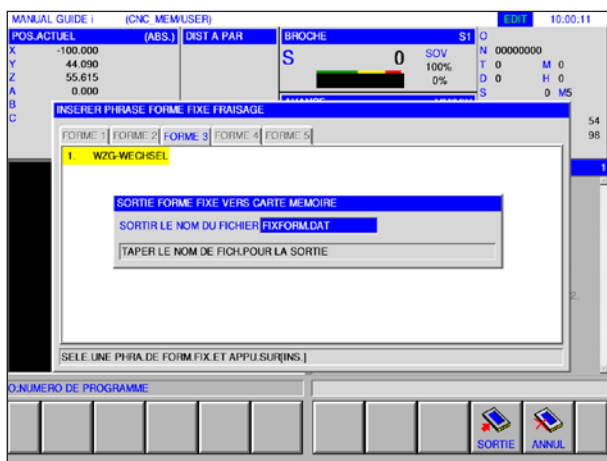 MANUAL GUIDE i (CNC_MEM/USER) EDIT 10:00:11
POS.ACTUEL (ABS.) DIST A PAR BROCHE S1 O
X -100.000 S 0 SOV N 00000000
Y 44.090 100% T 0 M 0
Z 55.615 0% D 0 H 0
A 0.000 S 0 M5
B
INSERER PHRASE FORME FIXE FRAISAGE
C 54
FORME 1 FORME 2 FORME 3 FORME 4 FORME 5 98
1. WZG-WECHSEL 1
SORTIE FORME FIXE VERS CARTE MEMOIRE
SORTIR LE NOM DU FICHIER FIXFORM.DAT
TAPER LE NOM DE FICH.POUR LA SORTIE
2.
SELE.UNE PHRA.DE FORM.FIX.ET APPU.SUR[INS.]
O:NUMERO DE PROGRAMME
SORTIE ANNUL